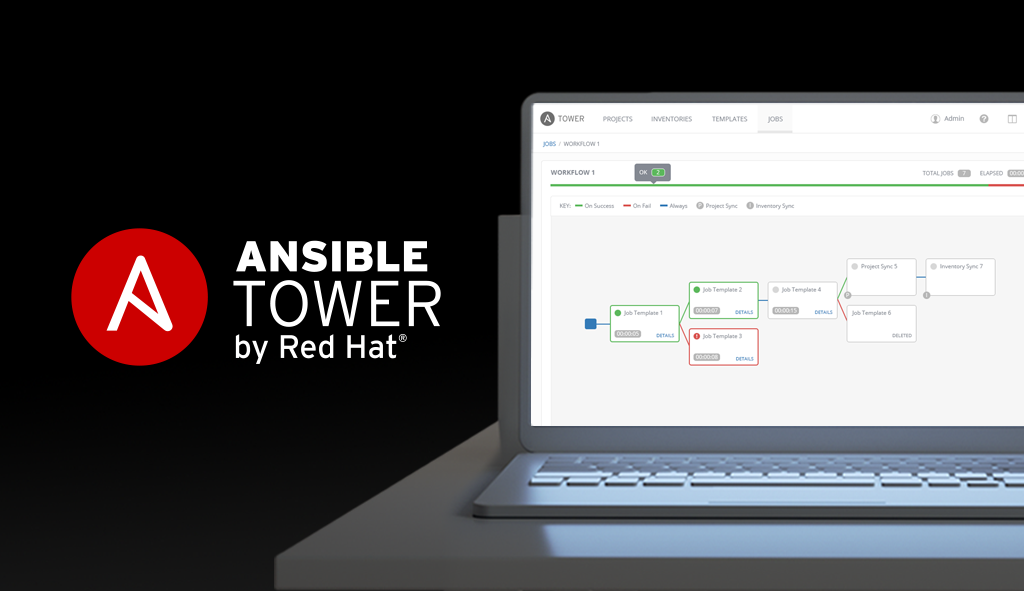 ANSIBLE
TOWER
by Red Hat®
A TOWER PROJECTS INVENTORIES TEMPLATES JOBS Admin ?
JOBS / WORKFLOW 1
WORKFLOW 1 OK 2 TOTAL JOBS 7 ELAPSED
KEY: On Success On Fail Always P Project Sync I Inventory Sync
Project Sync 5
P
Inventory Sync 7
I
Job Template 2
00:00:07 DETAILS
Job Template 4
00:00:15 DETAILS
Job Template 1
00:00:05 DETAILS
Job Template 6
DELETED
! Job Template 3
00:00:08 DETAILS